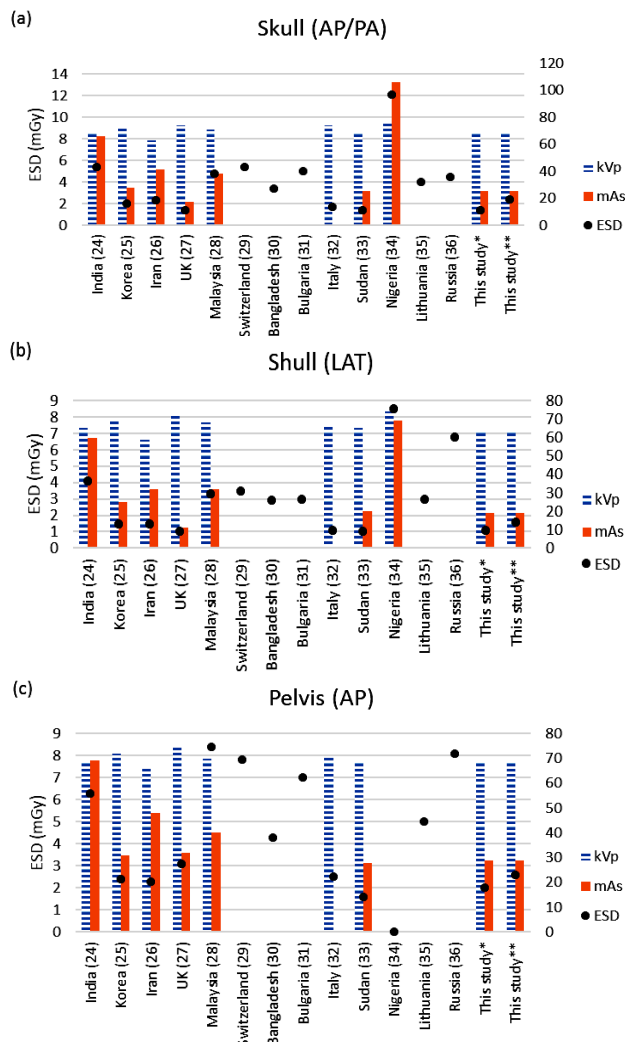 (a)
Skull (AP/PA)
ESD (mGy)
14
12
10
8
6
4
2
0
120
100
80
60
40
20
0
kVp
mAs
ESD
India (24)
Korea (25)
Iran (26)
UK (27)
Malaysia (28)
Switzerland (29)
Bangladesh (30)
Bulgaria (31)
Italy (32)
Sudan (33)
Nigeria (34)
Lithuania (35)
Russia (36)
This study*
This study**
(b)
Shull (LAT)
ESD (mGy)
9
8
7
6
5
4
3
2
1
0
80
70
60
50
40
30
20
10
0
kVp
mAs
ESD
India (24)
Korea (25)
Iran (26)
UK (27)
Malaysia (28)
Switzerland (29)
Bangladesh (30)
Bulgaria (31)
Italy (32)
Sudan (33)
Nigeria (34)
Lithuania (35)
Russia (36)
This study*
This study**
(c)
Pelvis (AP)
ESD (mGy)
9
8
7
6
5
4
3
2
1
0
80
70
60
50
40
30
20
10
0
kVp
mAs
ESD
India (24)
Korea (25)
Iran (26)
UK (27)
Malaysia (28)
Switzerland (29)
Bangladesh (30)
Bulgaria (31)
Italy (32)
Sudan (33)
Nigeria (34)
Lithuania (35)
Russia (36)
This study*
This study**